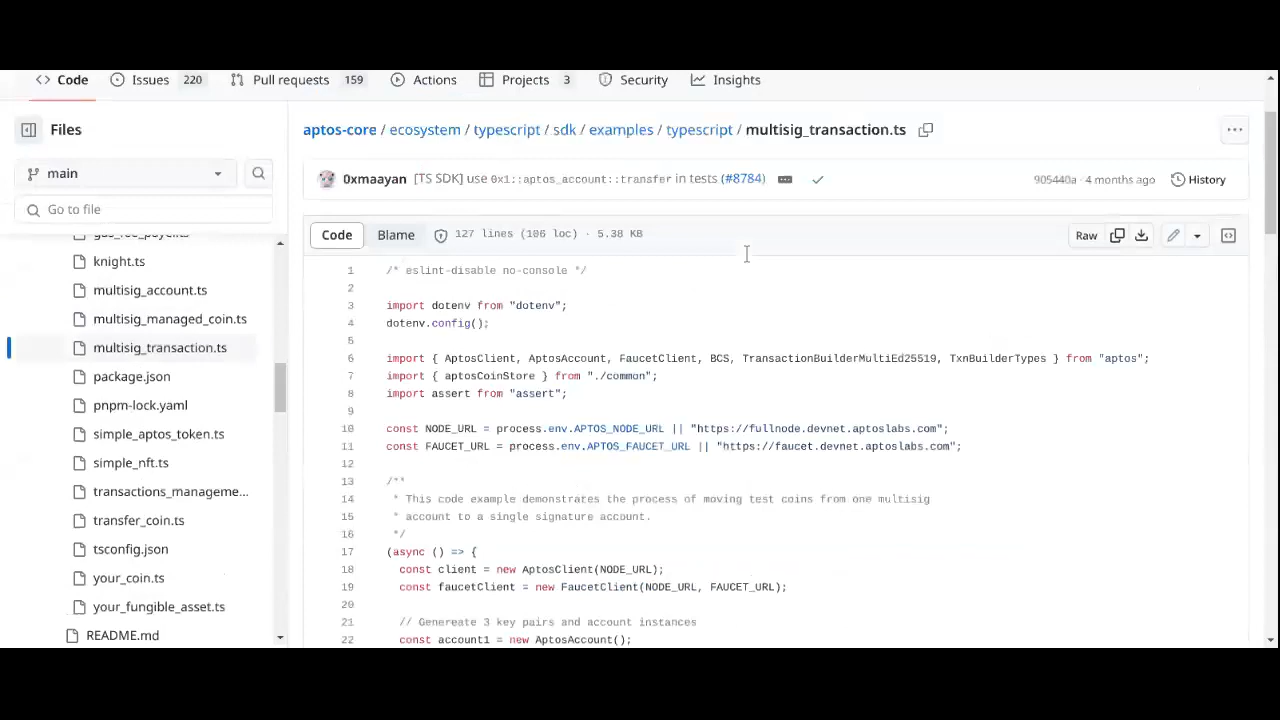 Code Issues 220 Pull requests 159 Actions Projects 3 Security Insights
Files
main
Go to file
knight.ts
multisig_account.ts
multisig_managed_coin.ts
multisig_transaction.ts
package.json
pnpm-lock.yaml
simple_aptos_token.ts
simple_nft.ts
transactions_manageme...
transfer_coin.ts
tsconfig.json
your_coin.ts
your_fungible_asset.ts
README.md
aptos-core / ecosystem / typescript / sdk / examples / typescript / multisig_transaction.ts
0xmaayan [TS SDK] use 0x1::aptos_account::transfer in tests (#8784) 905440a · 4 months ago History
Code Blame 127 lines (106 loc) · 5.38 KB Raw
1 /* eslint-disable no-console */
2
3 import dotenv from "dotenv";
4 dotenv.config();
5
6 import { AptosClient, AptosAccount, FaucetClient, BCS, TransactionBuilderMultiEd25519, TxnBuilderTypes } from "aptos";
7 import { aptosCoinStore } from "./common";
8 import assert from "assert";
9
10 const NODE_URL = process.env.APTOS_NODE_URL || "https://fullnode.devnet.aptoslabs.com";
11 const FAUCET_URL = process.env.APTOS_FAUCET_URL || "https://faucet.devnet.aptoslabs.com";
12
13 /**
14 * This code example demonstrates the process of moving test coins from one multisig
15 * account to a single signature account.
16 */
17 (async () => {
18 const client = new AptosClient(NODE_URL);
19 const faucetClient = new FaucetClient(NODE_URL, FAUCET_URL);
20
21 // Genereate 3 key pairs and account instances
22 const account1 = new AptosAccount();